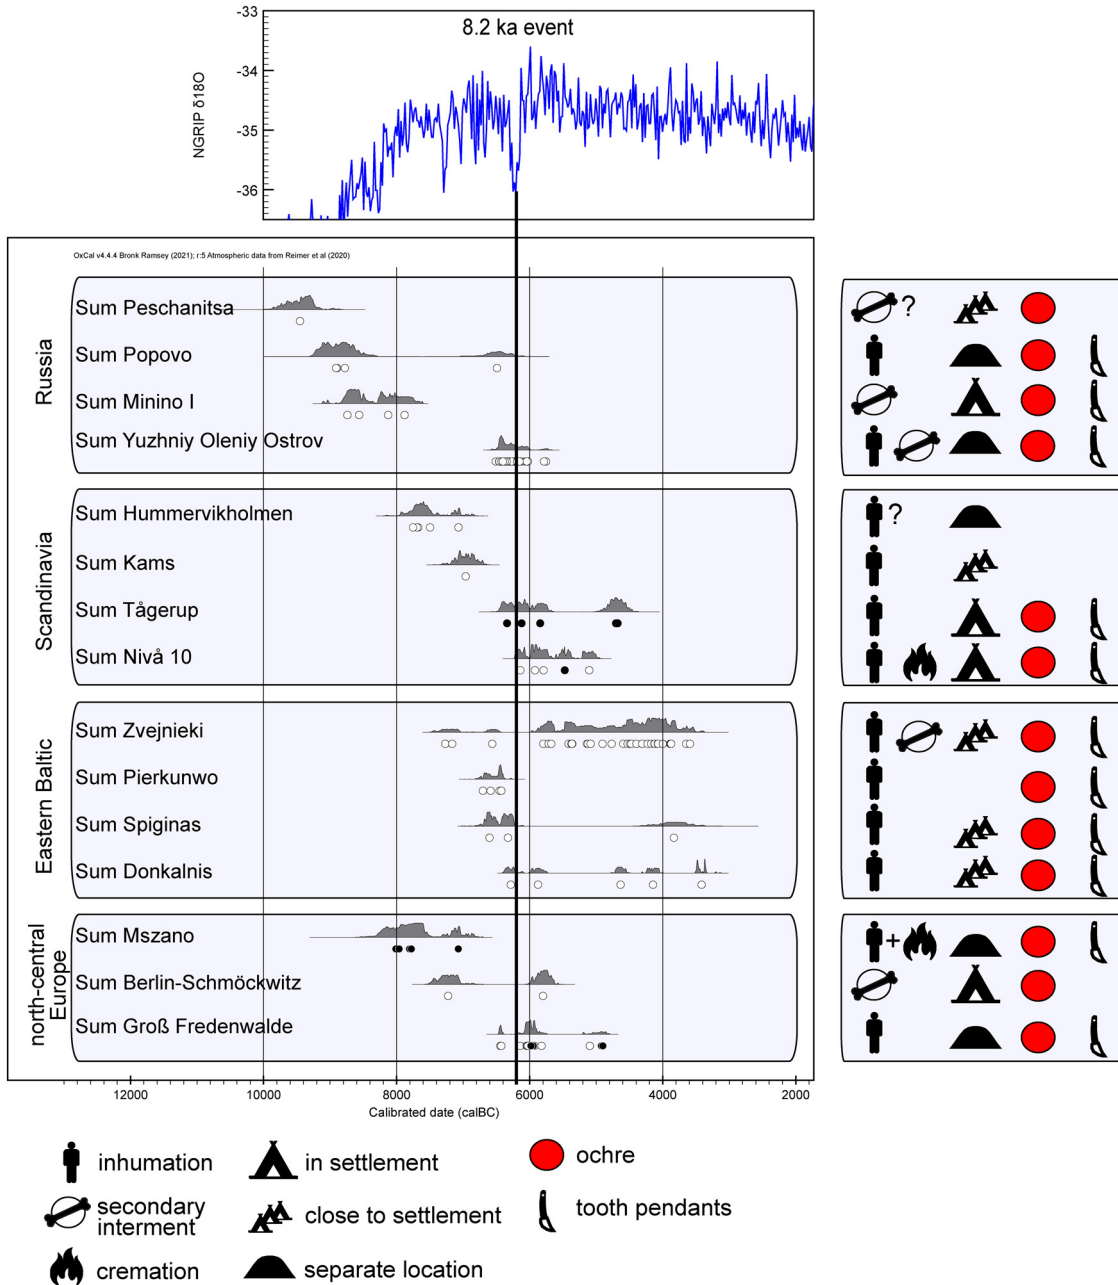 8.2 ka event
-33
-34
-35
-36
NGRIP δ18O
OxCal v4.4.4 Bronk Ramsey (2021); r:5 Atmospheric data from Reimer et al (2020)
Russia
Sum Peschanitsa
?
Sum Popovo
Sum Minino I
Sum Yuzhniy Oleniy Ostrov
Scandinavia
Sum Hummervikholmen
?
Sum Kams
Sum Tågerup
Sum Nivå 10
Eastern Baltic
Sum Zvejnieki
Sum Pierkunwo
Sum Spiginas
Sum Donkalnis
north-central
Europe
Sum Mszano
+
Sum Berlin-Schmöckwitz
Sum Groß Fredenwalde
12000 10000 8000 6000 4000 2000
Calibrated date (calBC)
inhumation
in settlement
ochre
secondary
interment
close to settlement
tooth pendants
cremation
separate location